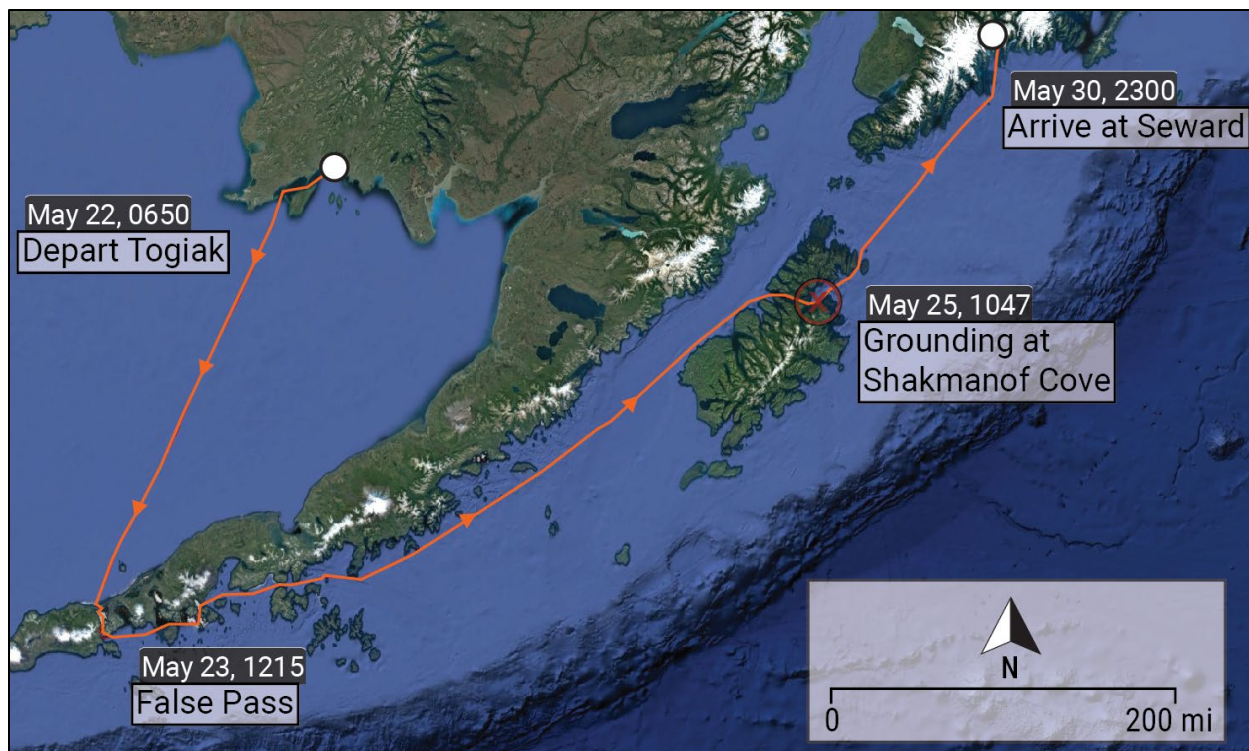 May 30, 2300
Arrive at Seward
May 22, 0650
Depart Togiak
May 25, 1047
Grounding at
Shakmanof Cove
May 23, 1215
False Pass
N
0 200 mi